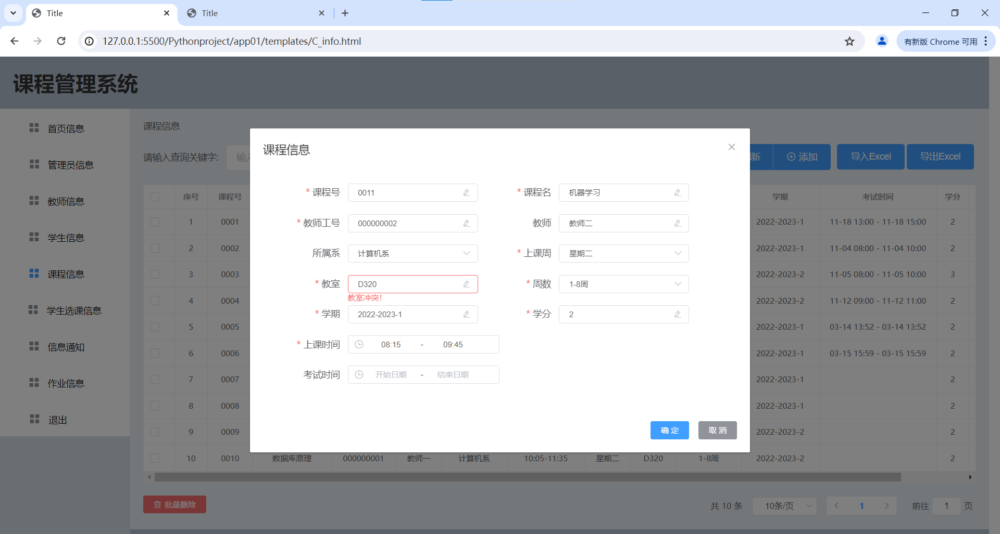 Title
Title
127.0.0.1:5500/Pythonproject/app01/templates/C_info.html
有新版 Chrome 可用
课程管理系统
首页信息
管理员信息
教师信息
学生信息
课程信息
学生选课信息
信息通知
作业信息
退出
课程信息
请输入查询关键字:
输入
新
添加
导入Excel
导出Excel
序号 课程号 学期 考试时间 学分
1 0001 2022-2023-1 11-18 13:00 - 11-18 15:00 2
2 0002 2022-2023-1 11-04 08:00 - 11-04 10:00 2
3 0003 2022-2023-2 11-05 08:00 - 11-05 10:00 3
4 0004 2022-2023-2 11-12 09:00 - 11-12 11:00 2
5 0005 2022-2023-1 03-14 13:52 - 03-14 13:52 2
6 0006 2022-2023-1 03-15 15:59 - 03-15 15:59 2
7 0007 2022-2023-1 2
8 0008 2022-2023-1 2
9 0009 2022-2023-2 2
10 0010 数据库原理 000000001 教师一 计算机系 10:05-11:35 星期二 D320 1-8周 2022-2023-2 2
课程信息
* 课程号 0011
* 课程名 机器学习
* 教师工号 000000002
教师 教师二
所属系 计算机系
* 上课周 星期二
* 教室 D320
教室冲突!
* 周数 1-8周
* 学期 2022-2023-1
* 学分 2
* 上课时间 08:15 - 09:45
考试时间 开始日期 - 结束日期
确定
取消
批量删除
共 10 条
10条/页
1
前往 1 页